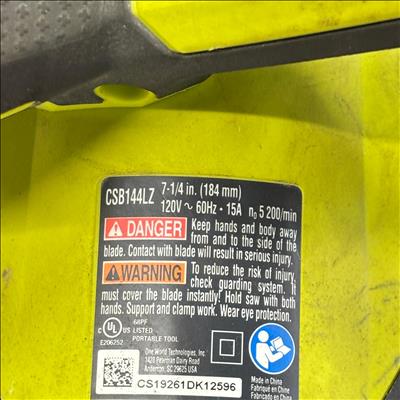 CSB144LZ 7-1/4 in. (184 mm)
120V ~ 60Hz • 15A n₀ 5 200/min
DANGER Keep hands and body away
from and to the side of the
blade. Contact with blade will result in serious injury.
WARNING To reduce the risk of injury,
check guarding system. It
must cover the blade instantly! Hold saw with both
hands. Support and clamp work. Wear eye protection.
C UL US LISTED
68PF
PORTABLE TOOL
E206252
One World Technologies, Inc.
1428 Pearman Dairy Road
Anderson, SC 29625 USA
Made in China
Fabriqué en Chine
Hecho en China
CS19261DK12596